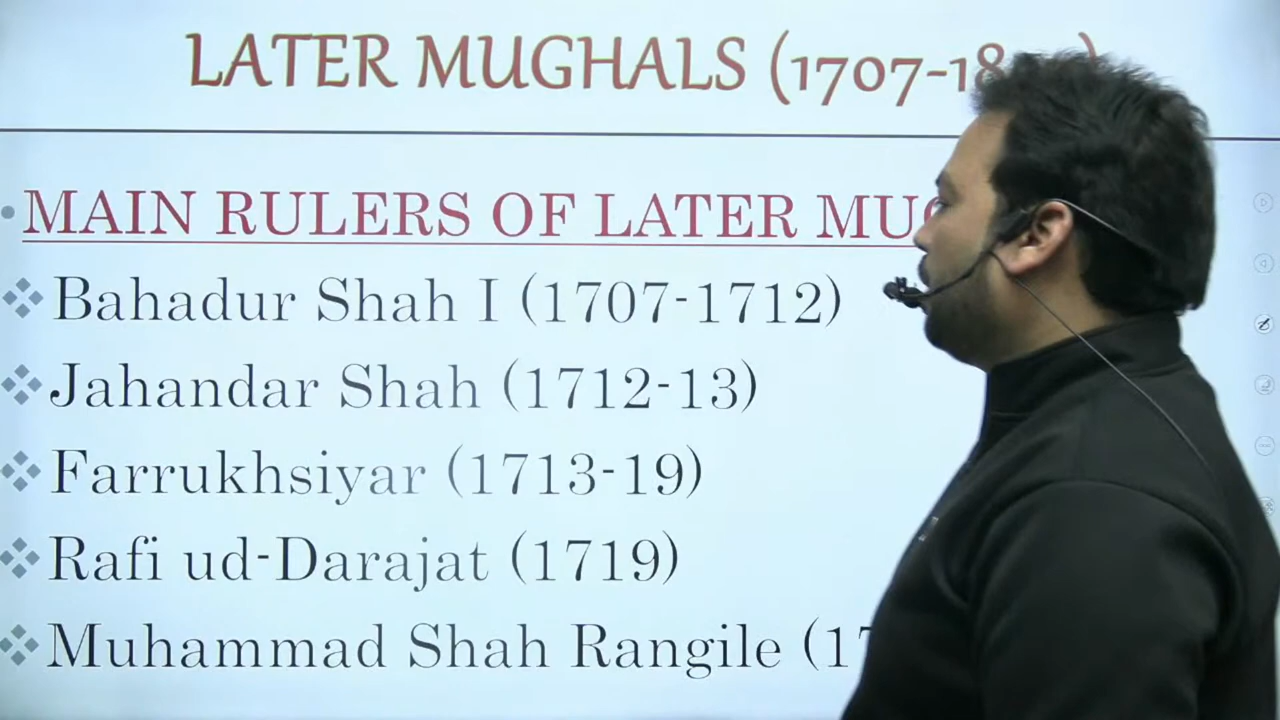 LATER MUGHALS (1707-18
MAIN RULERS OF LATER
Bahadur Shah I (1707-1712)
Jahandar Shah (1712-13)
Farrukhsiyar (1713-19)
Rafi ud-Darajat (1719)
Muhammad Shah Rangile (17